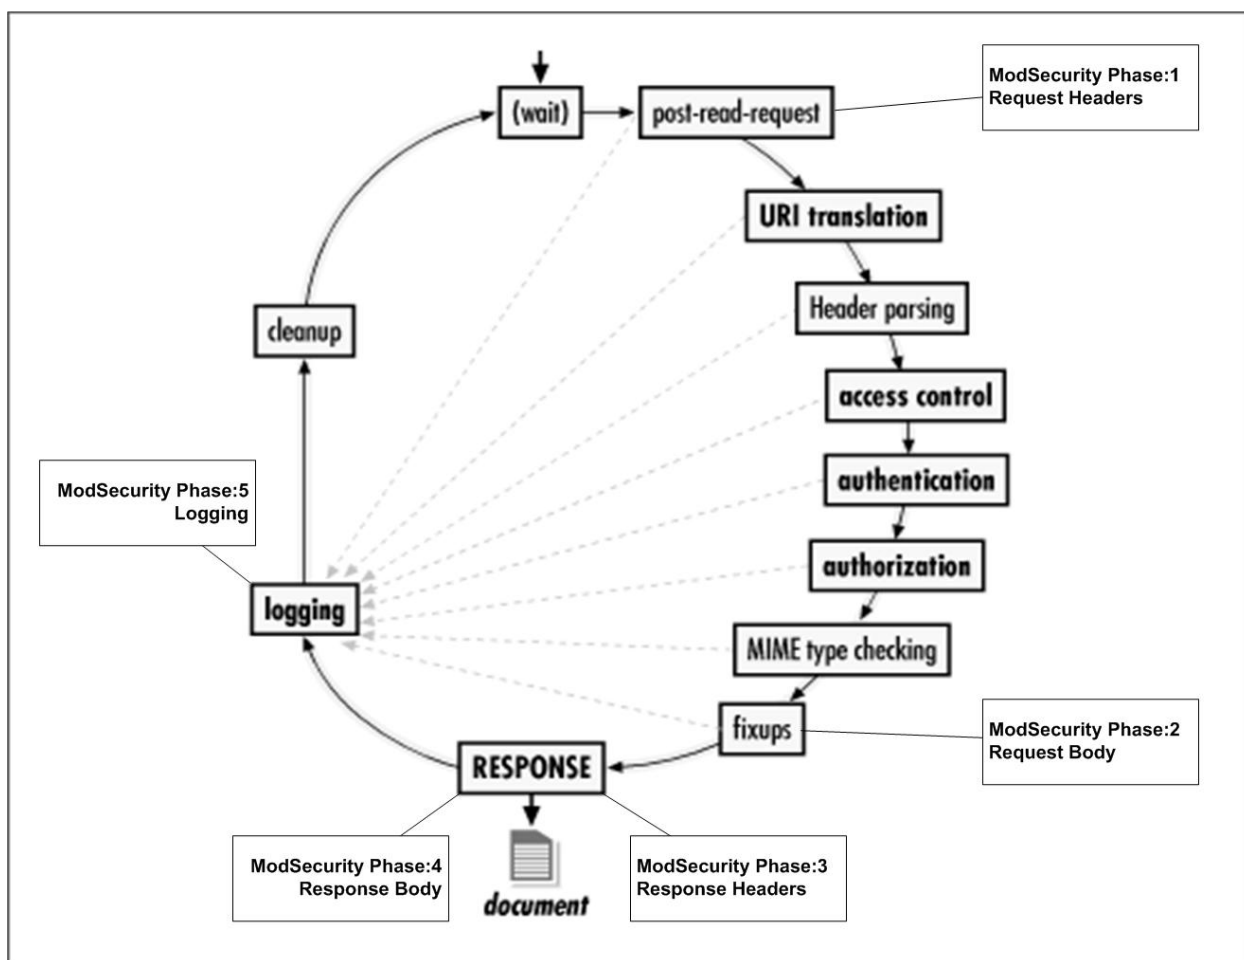 ModSecurity Phase:1
Request Headers
(wait)
post-read-request
URI translation
Header parsing
cleanup
access control
authentication
ModSecurity Phase:5
Logging
authorization
logging
MIME type checking
fixups
ModSecurity Phase:2
Request Body
RESPONSE
ModSecurity Phase:4
Response Body
ModSecurity Phase:3
Response Headers
document